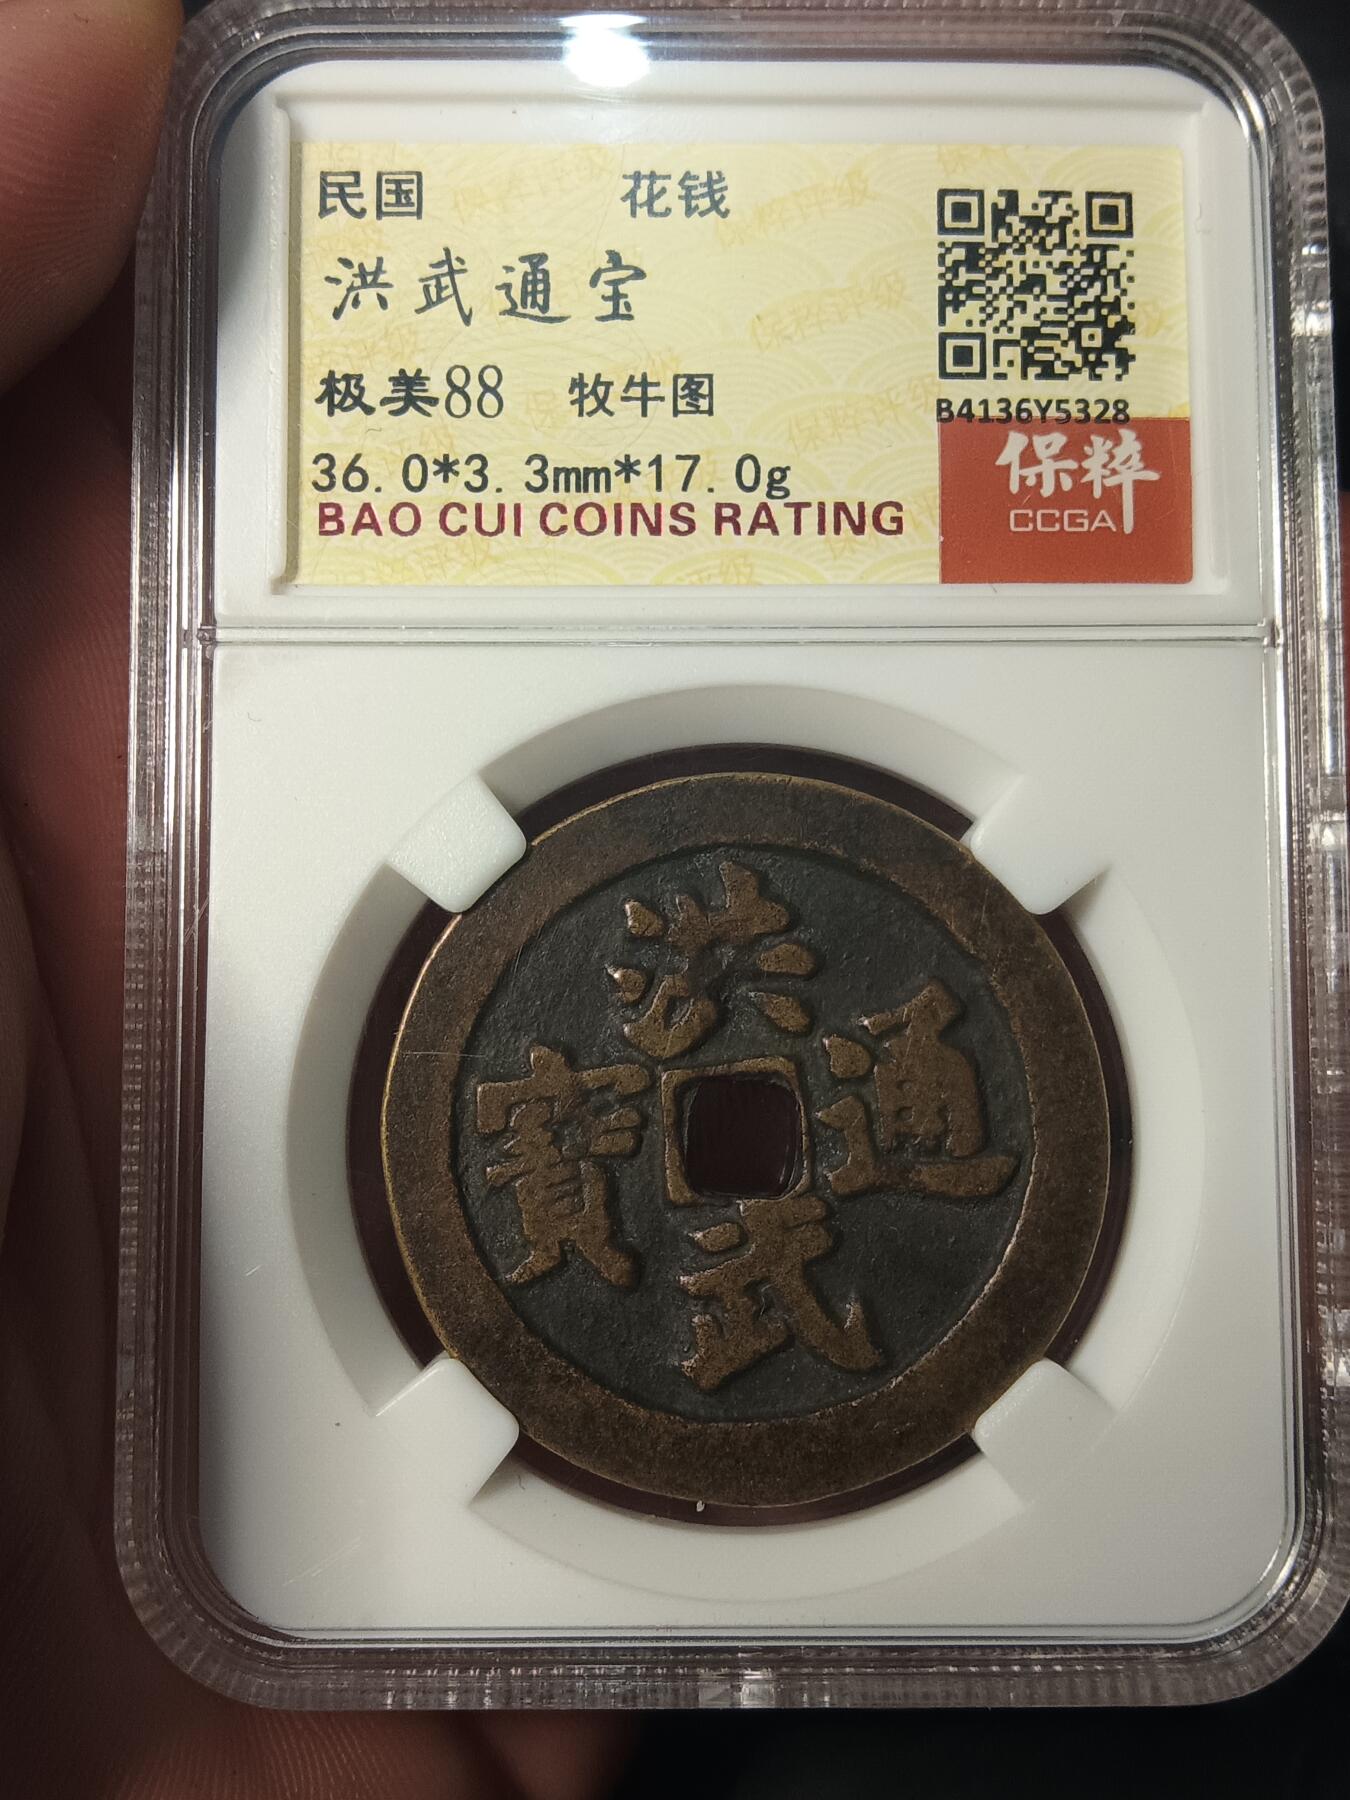 民国 花钱
洪武通宝
极美88 牧牛图
36.0*3.3mm*17.0g
BAO CUI COINS RATING
B4136Y5328
保粹
CCGA
洪
通
寳
武